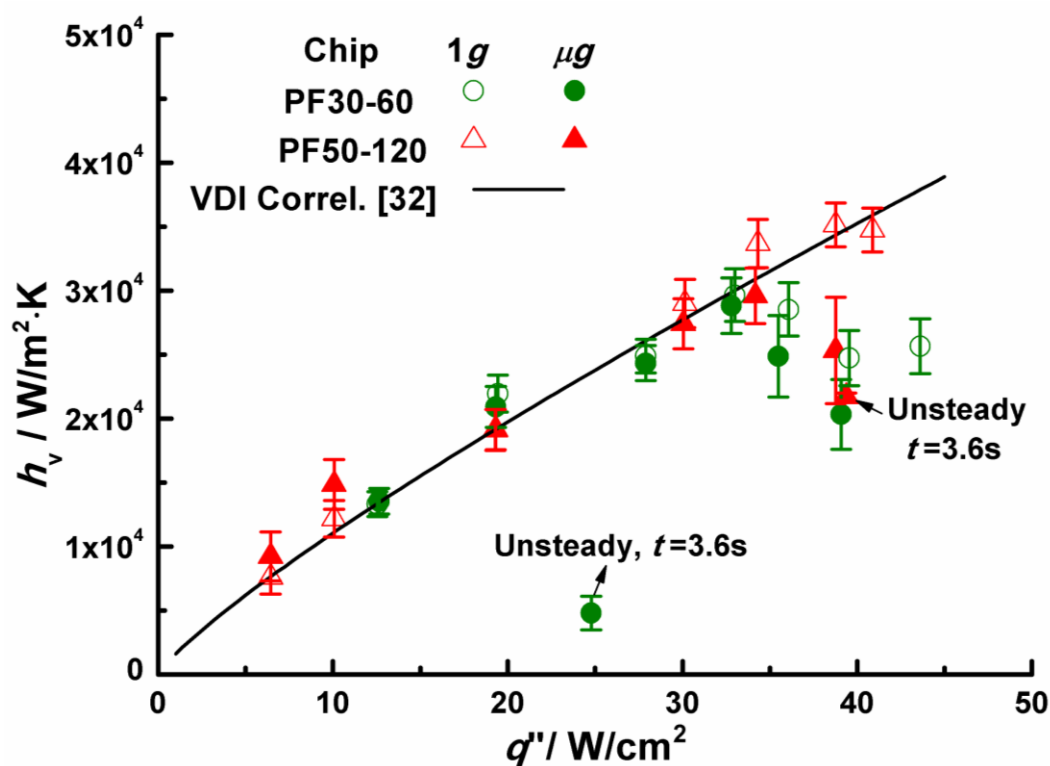 5x10⁴
4x10⁴
3x10⁴
2x10⁴
1x10⁴
0
h_v / W/m²·K
Chip 1g μg
PF30-60
PF50-120
VDI Correl. [32]
Unsteady
t=3.6s
Unsteady, t=3.6s
0 10 20 30 40 50
q''/ W/cm²